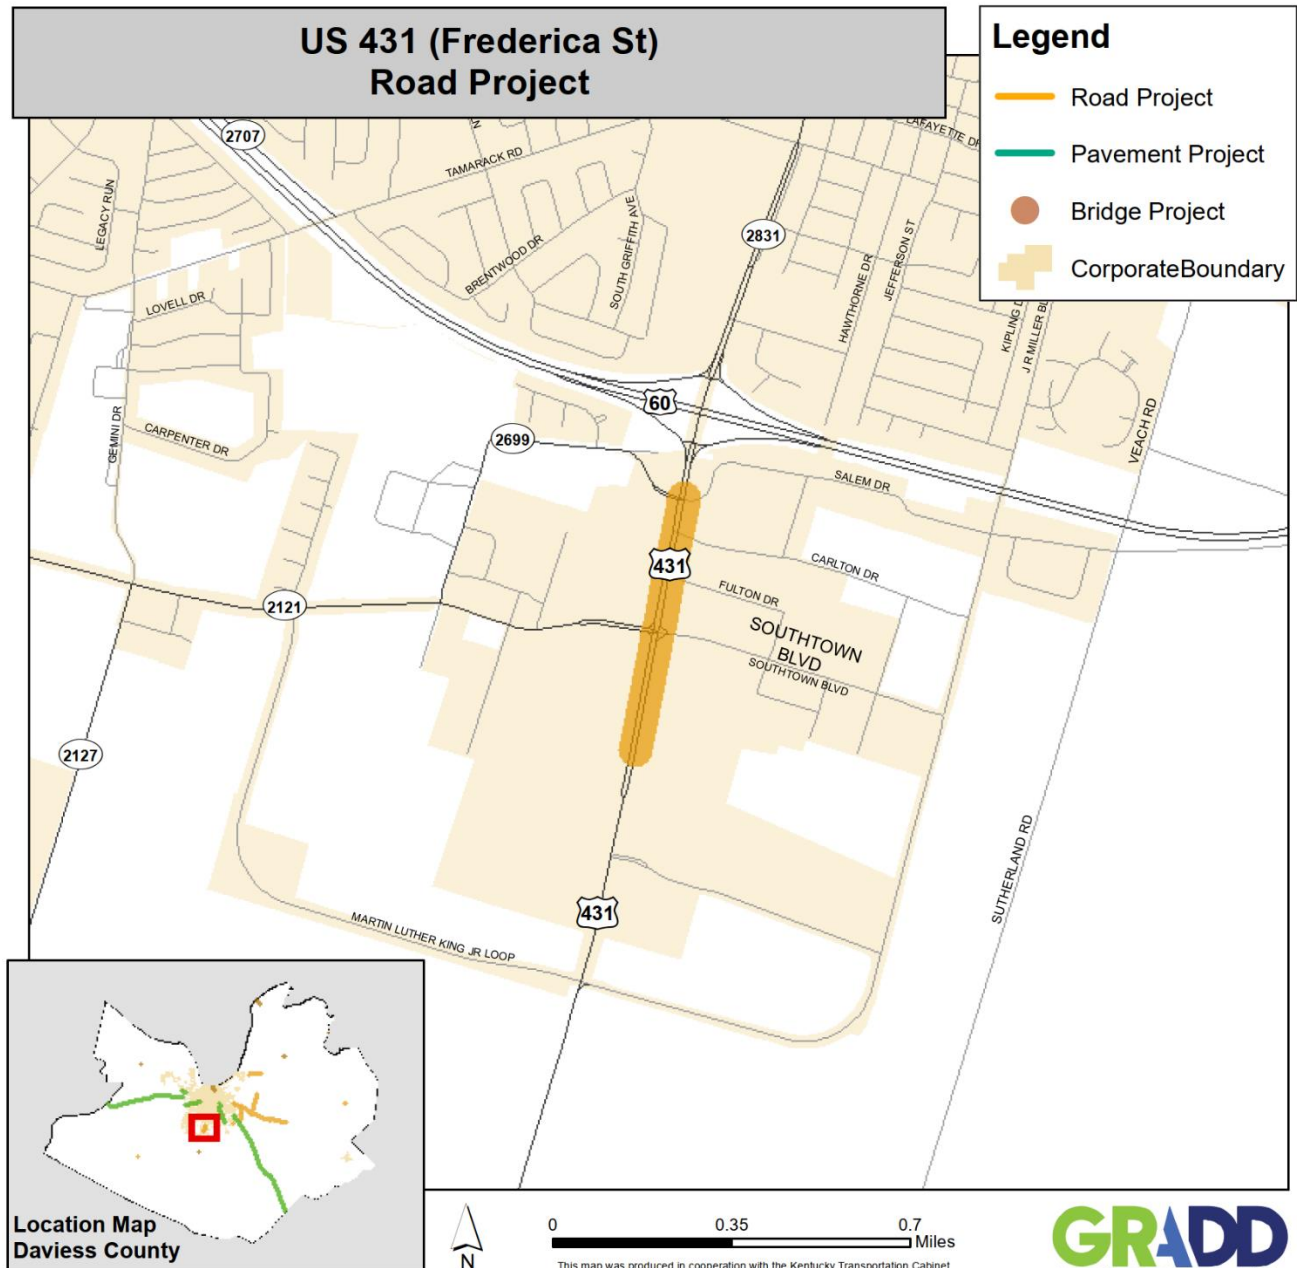 US 431 (Frederica St)
Road Project
Legend
Road Project
Pavement Project
Bridge Project
CorporateBoundary
2707
N
TAMARACK RD
LAFAYETTE DR
LEGACY RUN
2831
BRENTWOOD DR
SOUTH GRIFFITH AVE
JEFFERSON ST
HAWTHORNE DR
KIPLING D
J R MILLER BL
LOVELL DR
60
VEACH RD
GEMINI DR
CARPENTER DR
2699
SALEM DR
431
CARLTON DR
FULTON DR
2121
SOUTHTOWN
BLVD
SOUTHTOWN BLVD
2127
SUTHERLAND RD
431
MARTIN LUTHER KING JR LOOP
Location Map
Daviess County
N
0 0.35 0.7
Miles
This map was produced in cooperation with the Kentucky Transportation Cabinet
GRADD